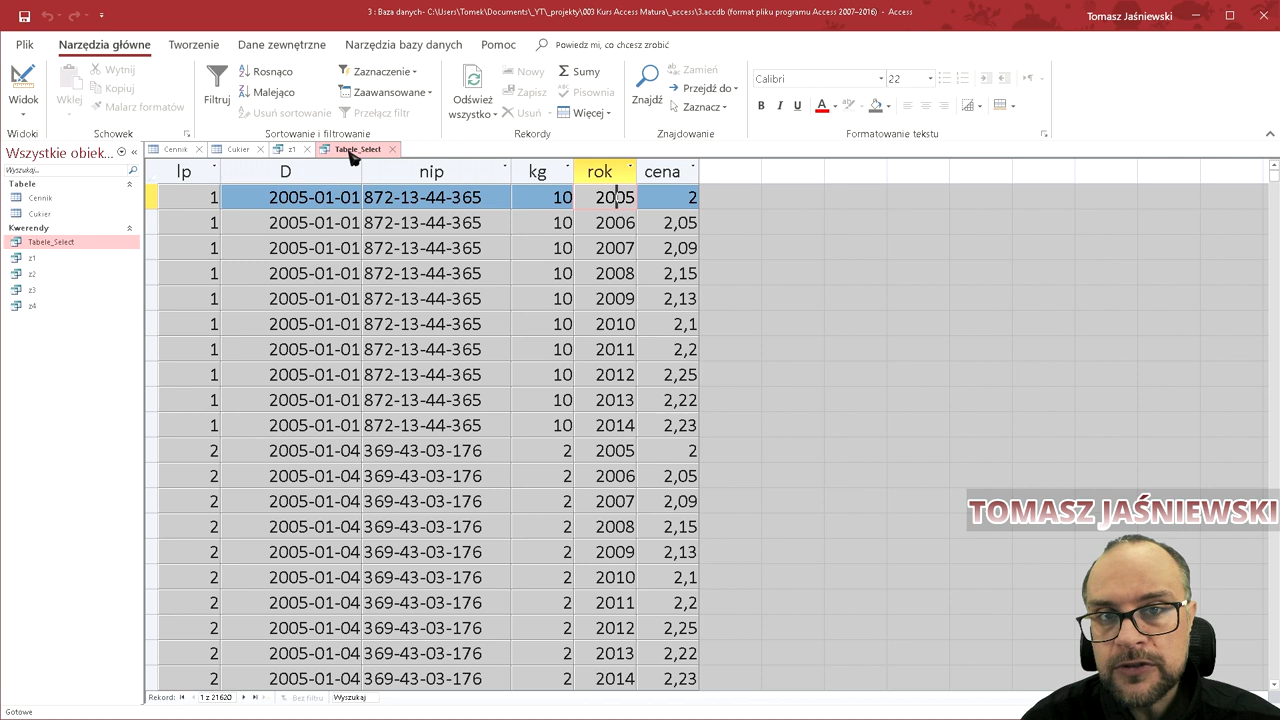 3 : Baza danych- C:\Users\Tomek\Documents\_YT\_projekty\003 Kurs Access Matura\_access\3.accdb (format pliku programu Access 2007–2016) - Access
Tomasz Jaśniewski
Plik Narzędzia główne Tworzenie Dane zewnętrzne Narzędzia bazy danych Pomoc Powiedz mi, co chcesz zrobić
Widok
Wklej
Wytnij
Kopiuj
Malarz formatów
Filtruj
Rosnąco
Malejąco
Usuń sortowanie
Zaznaczenie
Zaawansowane
Przełącz filtr
Odśwież
wszystko
Nowy
Zapisz
Usuń
Sumy
Pisownia
Więcej
Znajdź
Zamień
Przejdź do
Zaznacz
Calibri 22
B I U A
Widoki Schowek Sortowanie i filtrowanie Rekordy Znajdowanie Formatowanie tekstu
Wszystkie obiek...
Wyszukaj...
Tabele
Cennik
Cukier
Kwerendy
Tabele_Select
z1
z2
z3
z4
Cennik Cukier z1 Tabele_Select
lp D nip kg rok cena
1 2005-01-01 872-13-44-365 10 2005 2
1 2005-01-01 872-13-44-365 10 2006 2,05
1 2005-01-01 872-13-44-365 10 2007 2,09
1 2005-01-01 872-13-44-365 10 2008 2,15
1 2005-01-01 872-13-44-365 10 2009 2,13
1 2005-01-01 872-13-44-365 10 2010 2,1
1 2005-01-01 872-13-44-365 10 2011 2,2
1 2005-01-01 872-13-44-365 10 2012 2,25
1 2005-01-01 872-13-44-365 10 2013 2,22
1 2005-01-01 872-13-44-365 10 2014 2,23
2 2005-01-04 369-43-03-176 2 2005 2
2 2005-01-04 369-43-03-176 2 2006 2,05
2 2005-01-04 369-43-03-176 2 2007 2,09
2 2005-01-04 369-43-03-176 2 2008 2,15
2 2005-01-04 369-43-03-176 2 2009 2,13
2 2005-01-04 369-43-03-176 2 2010 2,1
2 2005-01-04 369-43-03-176 2 2011 2,2
2 2005-01-04 369-43-03-176 2 2012 2,25
2 2005-01-04 369-43-03-176 2 2013 2,22
2 2005-01-04 369-43-03-176 2 2014 2,23
TOMASZ JAŚNIEWSKI
Rekord: 1 z 21620 Bez filtru Wyszukaj
Gotowe